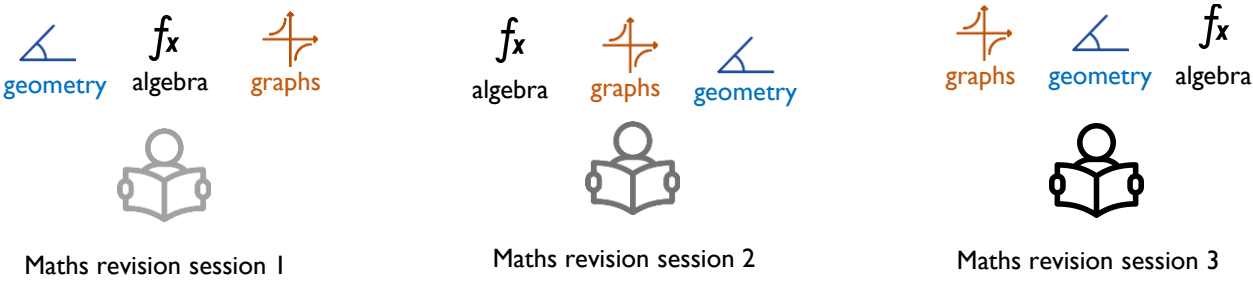 fx
geometry algebra graphs
Maths revision session 1
fx
algebra graphs geometry
Maths revision session 2
fx
graphs geometry algebra
Maths revision session 3